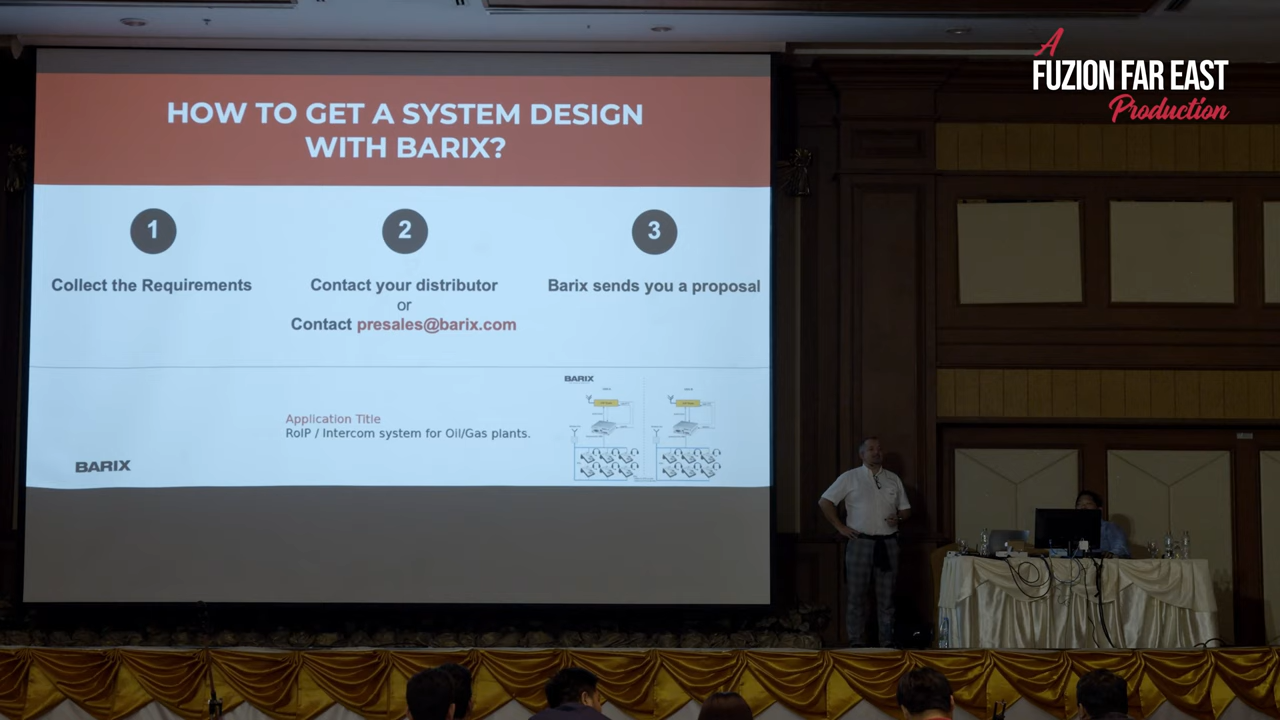 A
FUZION FAR EAST
Production
HOW TO GET A SYSTEM DESIGN
WITH BARIX?
1
2
3
Collect the Requirements
Contact your distributor
or
Contact presales@barix.com
Barix sends you a proposal
Application Title
RoIP / Intercom system for Oil/Gas plants.
BARIX
BARIX